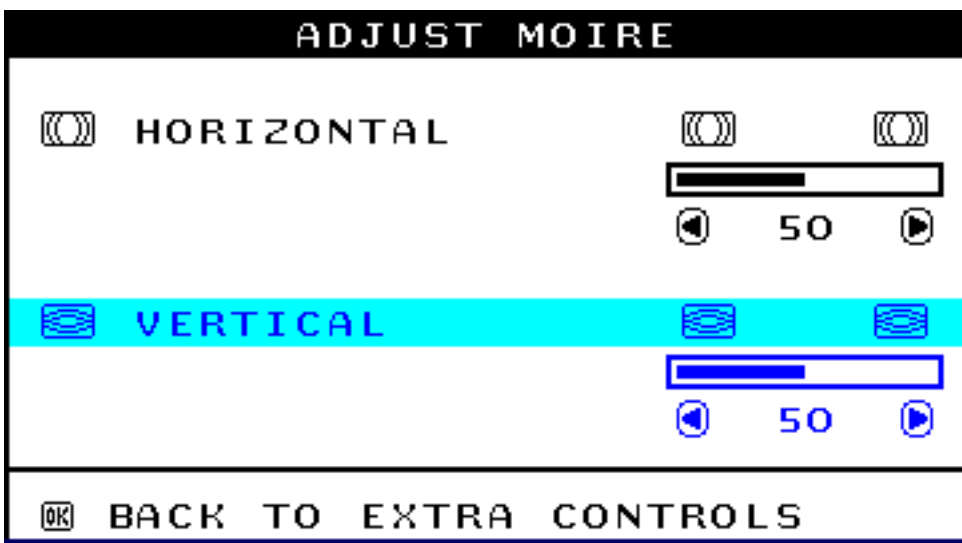 ADJUST MOIRE
HORIZONTAL
50
VERTICAL
50
OK BACK TO EXTRA CONTROLS